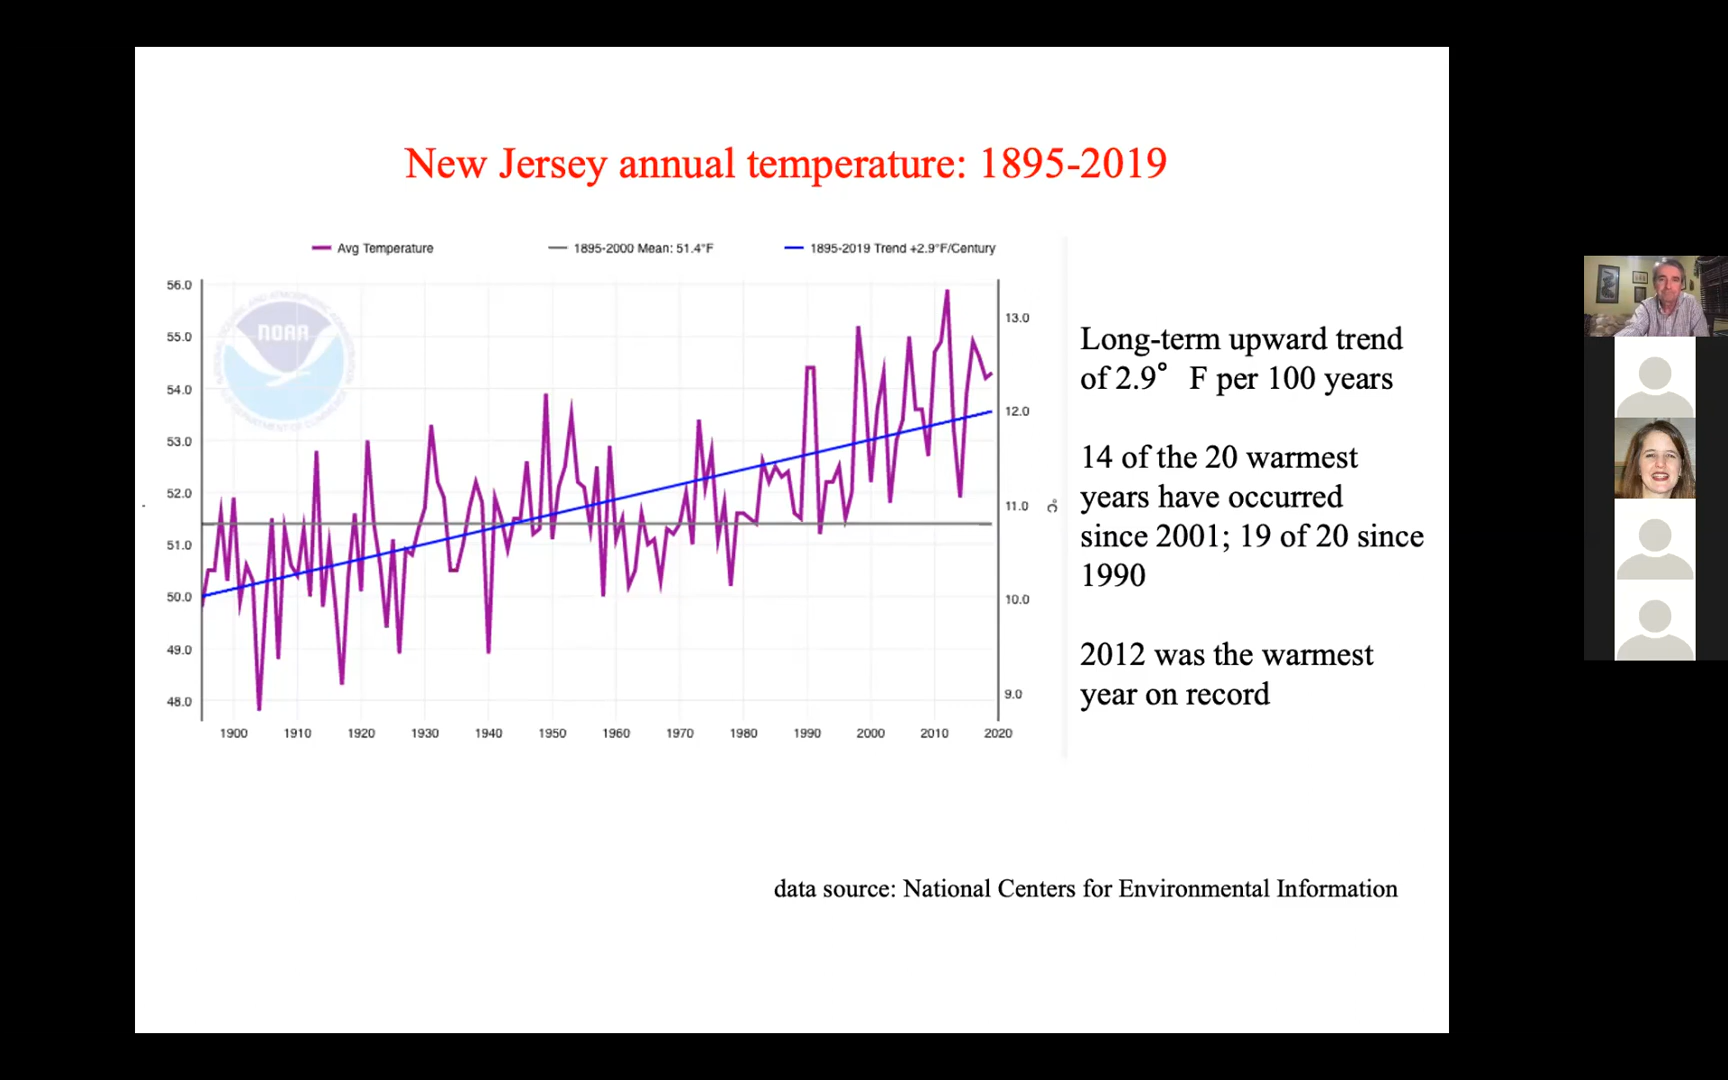 New Jersey annual temperature: 1895-2019
Avg Temperature
1895-2000 Mean: 51.4°F
1895-2019 Trend +2.9°F/Century
56.0
55.0
54.0
53.0
52.0
51.0
50.0
49.0
48.0
NOAA
13.0
12.0
11.0
10.0
9.0
°C
1900 1910 1920 1930 1940 1950 1960 1970 1980 1990 2000 2010 2020
Long-term upward trend
of 2.9° F per 100 years
14 of the 20 warmest
years have occurred
since 2001; 19 of 20 since
1990
2012 was the warmest
year on record
data source: National Centers for Environmental Information